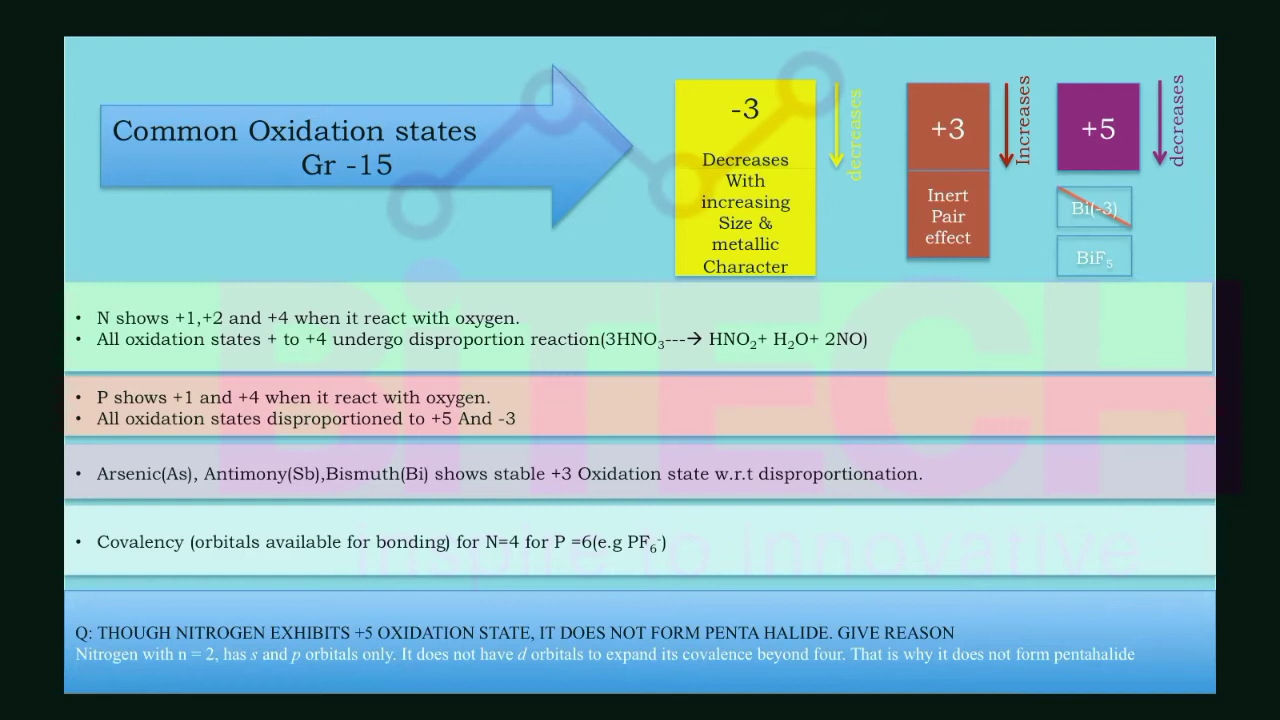 Common Oxidation states
Gr -15
-3
Decreases
With
increasing
Size &
metallic
Character
decreases
+3
Inert
Pair
effect
Increases
+5
decreases
Bi(-3)
BiF₅
• N shows +1,+2 and +4 when it react with oxygen.
• All oxidation states + to +4 undergo disproportion reaction(3HNO₃---→ HNO₂+ H₂O+ 2NO)
• P shows +1 and +4 when it react with oxygen.
• All oxidation states disproportioned to +5 And -3
• Arsenic(As), Antimony(Sb),Bismuth(Bi) shows stable +3 Oxidation state w.r.t disproportionation.
• Covalency (orbitals available for bonding) for N=4 for P =6(e.g PF₆⁻)
Q: THOUGH NITROGEN EXHIBITS +5 OXIDATION STATE, IT DOES NOT FORM PENTA HALIDE. GIVE REASON
Nitrogen with n = 2, has s and p orbitals only. It does not have d orbitals to expand its covalence beyond four. That is why it does not form pentahalide
BiTECH
inspire to innovative